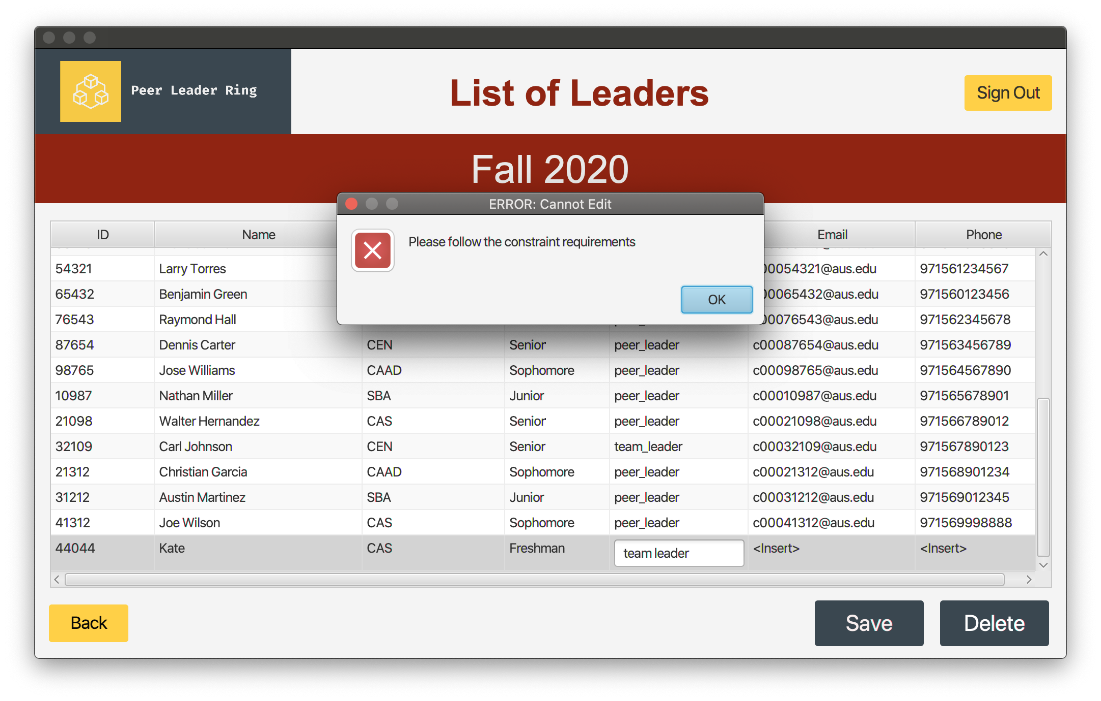 Peer Leader Ring
List of Leaders
Sign Out
Fall 2020
ERROR: Cannot Edit
Please follow the constraint requirements
OK
ID Name Email Phone
54321 Larry Torres c00054321@aus.edu 971561234567
65432 Benjamin Green c00065432@aus.edu 971560123456
76543 Raymond Hall peer_leader c00076543@aus.edu 971562345678
87654 Dennis Carter CEN Senior peer_leader c00087654@aus.edu 971563456789
98765 Jose Williams CAAD Sophomore peer_leader c00098765@aus.edu 971564567890
10987 Nathan Miller SBA Junior peer_leader c00010987@aus.edu 971565678901
21098 Walter Hernandez CAS Senior peer_leader c00021098@aus.edu 971566789012
32109 Carl Johnson CEN Senior team_leader c00032109@aus.edu 971567890123
21312 Christian Garcia CAAD Sophomore peer_leader c00021312@aus.edu 971568901234
31212 Austin Martinez SBA Junior peer_leader c00031212@aus.edu 971569012345
41312 Joe Wilson CAS Sophomore peer_leader c00041312@aus.edu 971569998888
44044 Kate CAS Freshman team leader <Insert> <Insert>
Back
Save
Delete